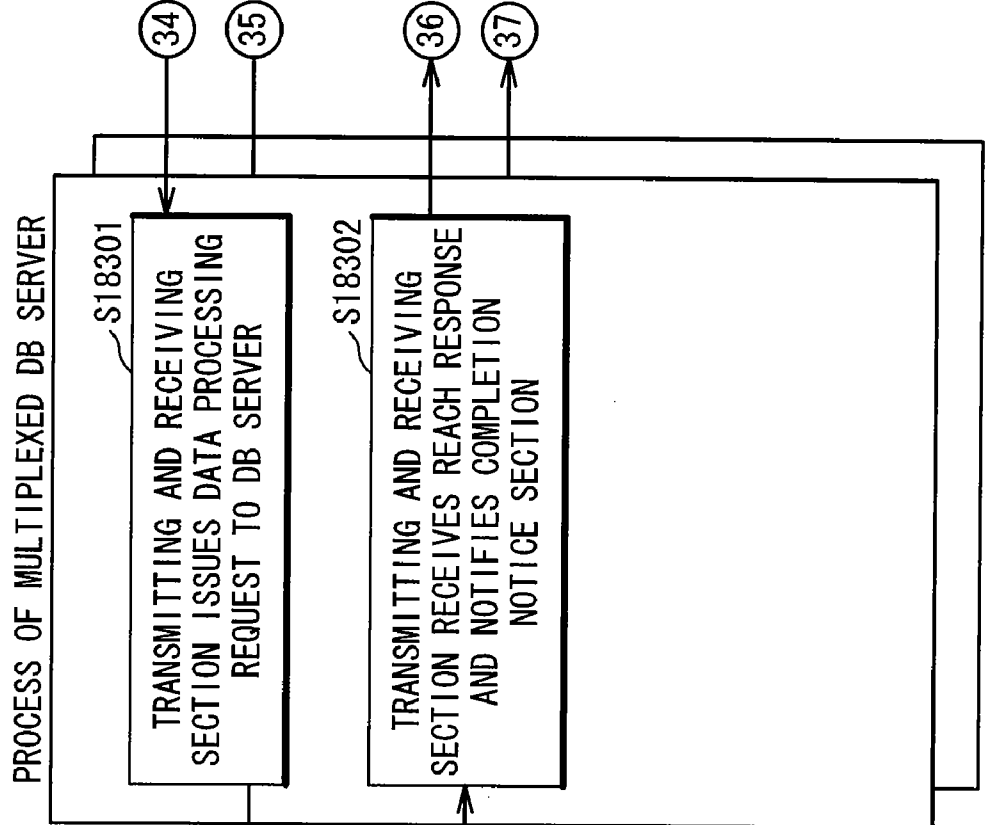 PROCESS OF MULTIPLEXED DB SERVER
S18301
TRANSMITTING AND RECEIVING
SECTION ISSUES DATA PROCESSING
REQUEST TO DB SERVER
34
35
S18302
TRANSMITTING AND RECEIVING
SECTION RECEIVES REACH RESPONSE
AND NOTIFIES COMPLETION
NOTICE SECTION
36
37